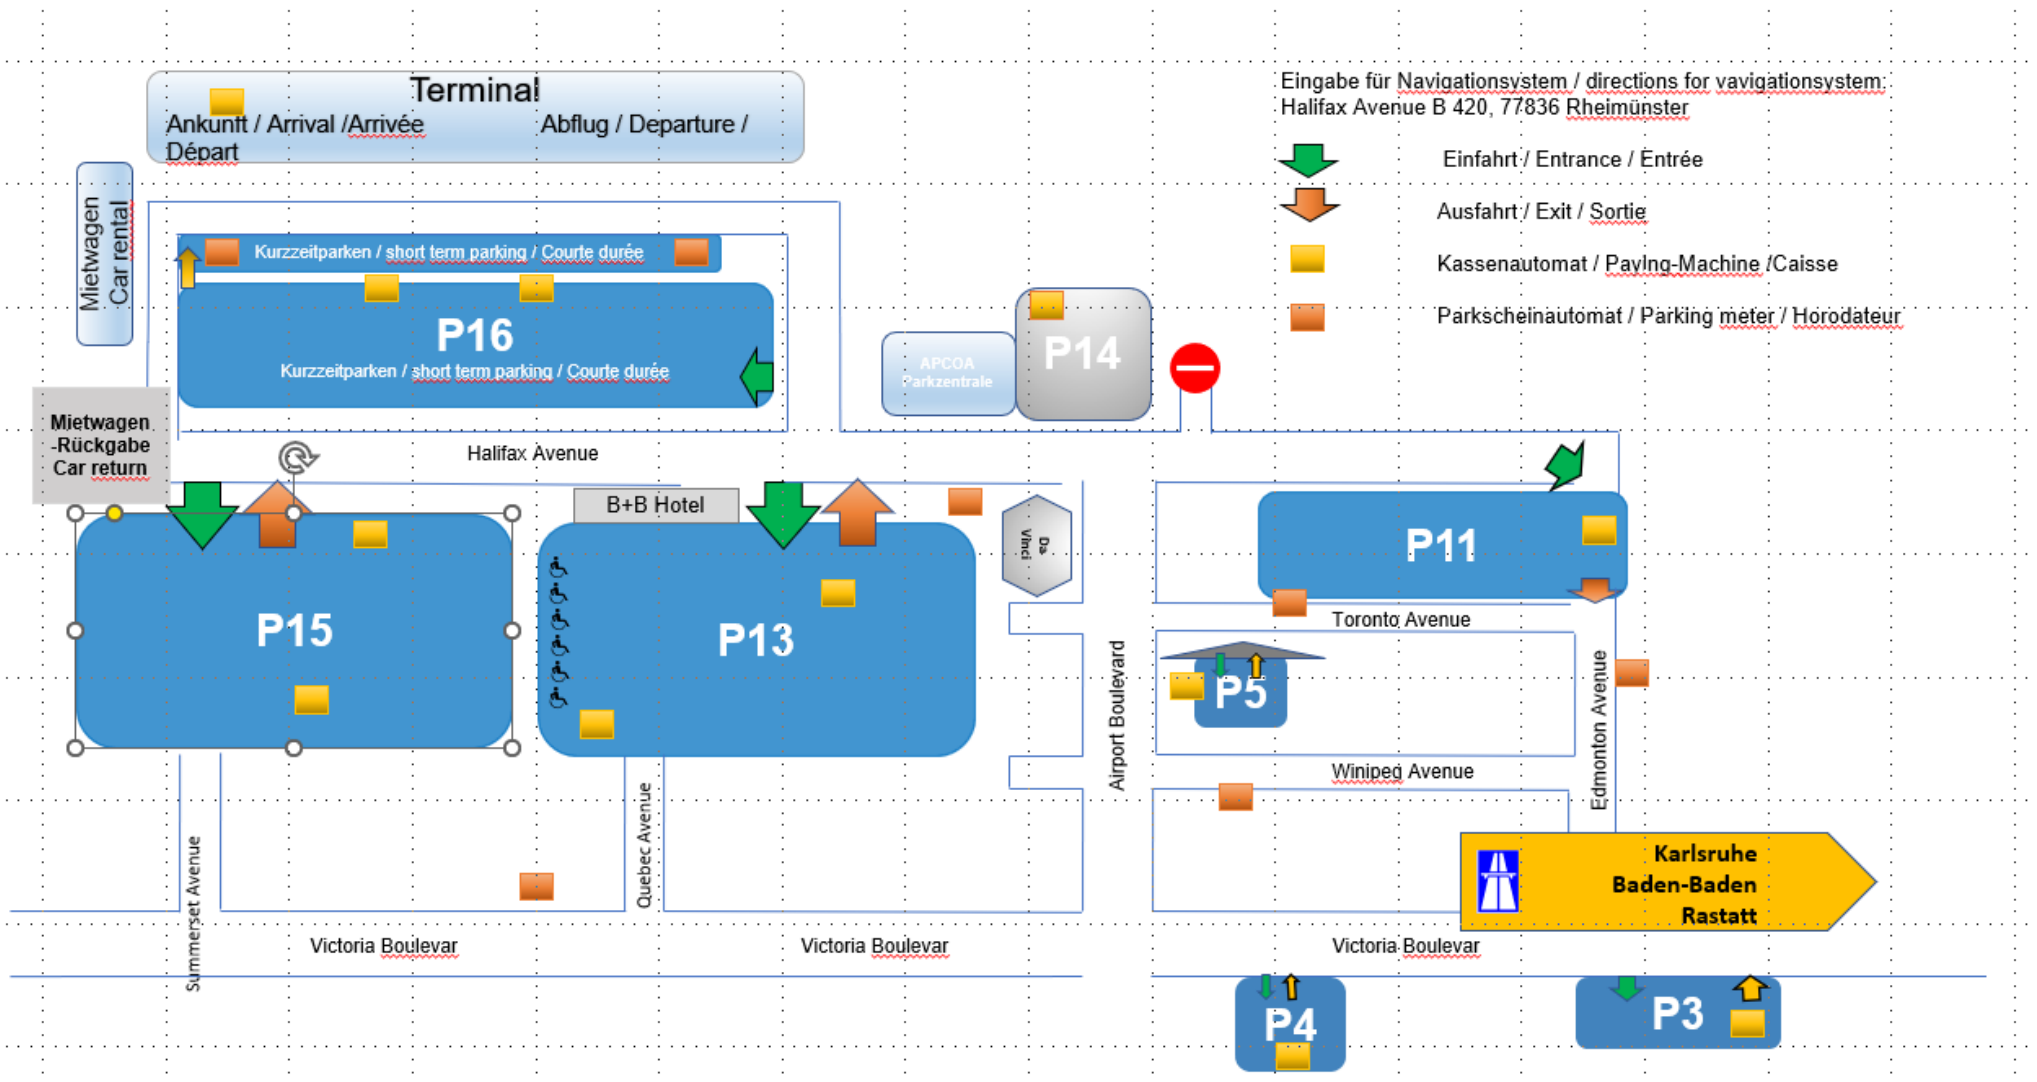 Terminal
Ankunft / Arrival /Arrivée Abflug / Departure /
Départ
Eingabe für Navigationsystem / directions for vavigationsystem:
Halifax Avenue B 420, 77836 Rheimünster
Einfahrt / Entrance / Entrée
Ausfahrt / Exit / Sortie
Kassenautomat / Paying-Machine /Caisse
Parkscheinautomat / Parking meter / Horodateur
Mietwagen
Car rental
Kurzzeitparken / short term parking / Courte durée
P16
Kurzzeitparken / short term parking / Courte durée
APCOA
Parkzentrale
P14
Mietwagen
-Rückgabe
Car return
Halifax Avenue
B+B Hotel
Da
Vinci
P11
P15
P13
Toronto Avenue
P5
Airport Boulevard
Edmonton Avenue
Winipeg Avenue
Summerset Avenue
Quebec Avenue
Karlsruhe
Baden-Baden
Rastatt
Victoria Boulevar
Victoria Boulevar
Victoria Boulevar
P4
P3